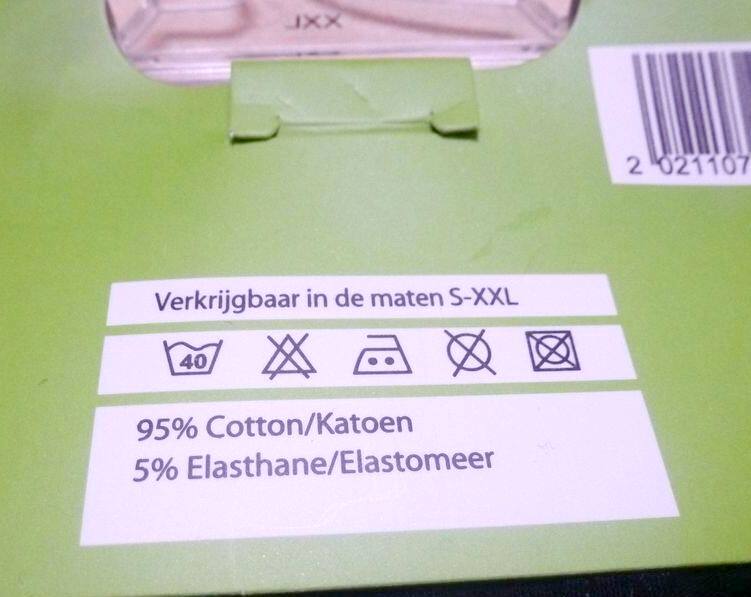 XXL
2 021107
Verkrijgbaar in de maten S-XXL
40
95% Cotton/Katoen
5% Elasthane/Elastomeer